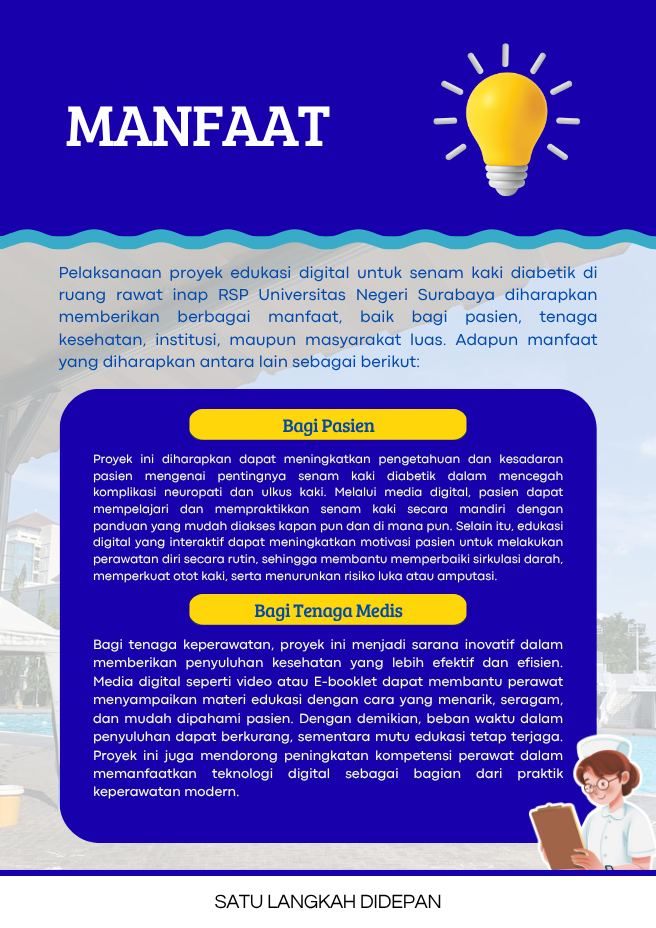 MANFAAT
Pelaksanaan proyek edukasi digital untuk senam kaki diabetik di
ruang rawat inap RSP Universitas Negeri Surabaya diharapkan
memberikan berbagai manfaat, baik bagi pasien, tenaga
kesehatan, institusi, maupun masyarakat luas. Adapun manfaat
yang diharapkan antara lain sebagai berikut:
Bagi Pasien
Proyek ini diharapkan dapat meningkatkan pengetahuan dan kesadaran
pasien mengenai pentingnya senam kaki diabetik dalam mencegah
komplikasi neuropati dan ulkus kaki. Melalui media digital, pasien dapat
mempelajari dan mempraktikkan senam kaki secara mandiri dengan
panduan yang mudah diakses kapan pun dan di mana pun. Selain itu, edukasi
digital yang interaktif dapat meningkatkan motivasi pasien untuk melakukan
perawatan diri secara rutin, sehingga membantu memperbaiki sirkulasi darah,
memperkuat otot kaki, serta menurunkan risiko luka atau amputasi.
Bagi Tenaga Medis
Bagi tenaga keperawatan, proyek ini menjadi sarana inovatif dalam
memberikan penyuluhan kesehatan yang lebih efektif dan efisien.
Media digital seperti video atau E-booklet dapat membantu perawat
menyampaikan materi edukasi dengan cara yang menarik, seragam,
dan mudah dipahami pasien. Dengan demikian, beban waktu dalam
penyuluhan dapat berkurang, sementara mutu edukasi tetap terjaga.
Proyek ini juga mendorong peningkatan kompetensi perawat dalam
memanfaatkan teknologi digital sebagai bagian dari praktik
keperawatan modern.
SATU LANGKAH DIDEPAN